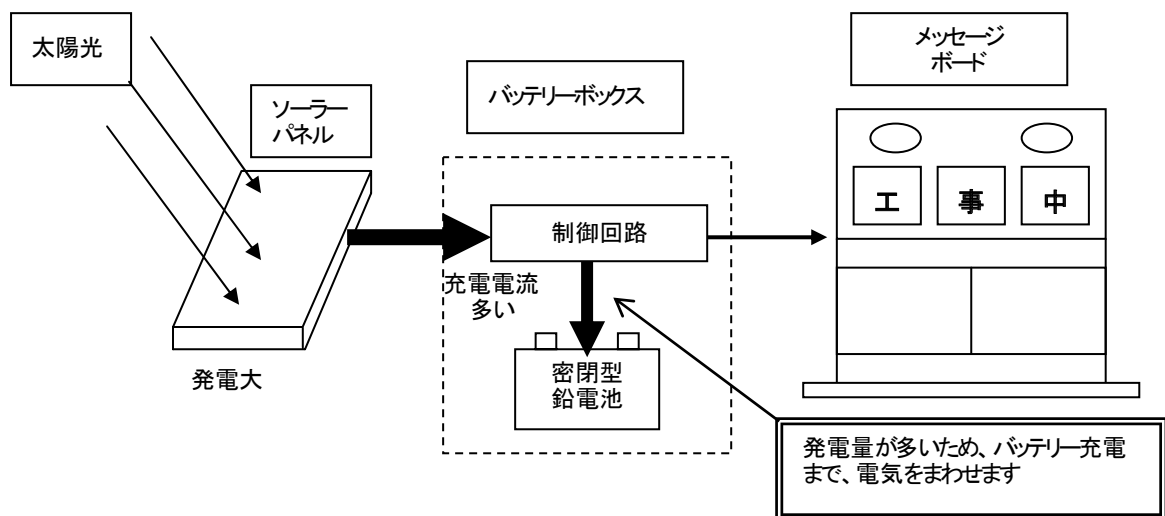 太陽光
ソーラー
パネル
バッテリーボックス
メッセージ
ボード
工 事 中
制御回路
充電電流
多い
密閉型
鉛電池
発電大
発電量が多いため、バッテリー充電
まで、電気をまわせます